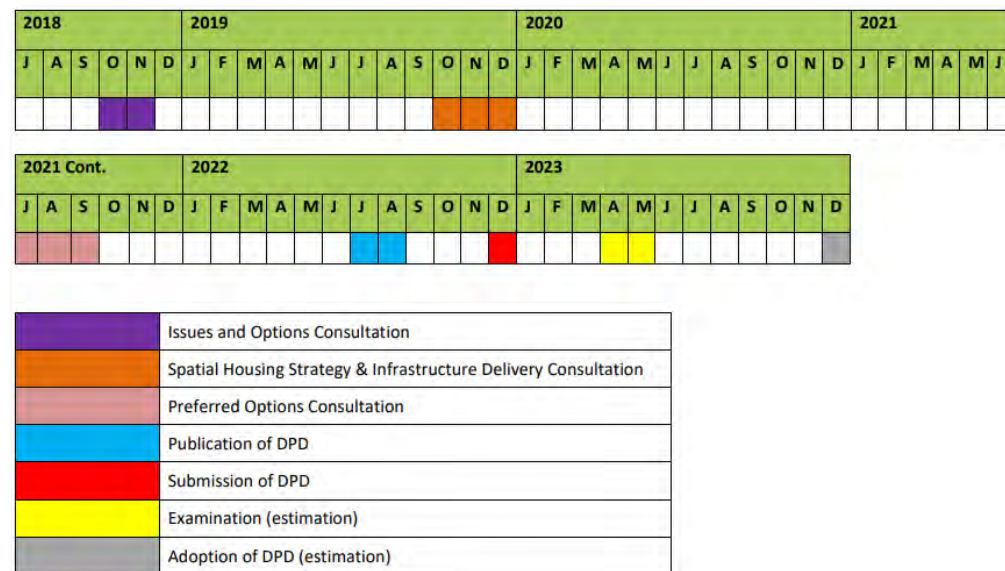 2018 2019 2020 2021
J A S O N D J F M A M J J A S O N D J F M A M J J A S O N D J F M A M J
2021 Cont. 2022 2023
J A S O N D J F M A M J J A S O N D J F M A M J J A S O N D
Issues and Options Consultation
Spatial Housing Strategy & Infrastructure Delivery Consultation
Preferred Options Consultation
Publication of DPD
Submission of DPD
Examination (estimation)
Adoption of DPD (estimation)